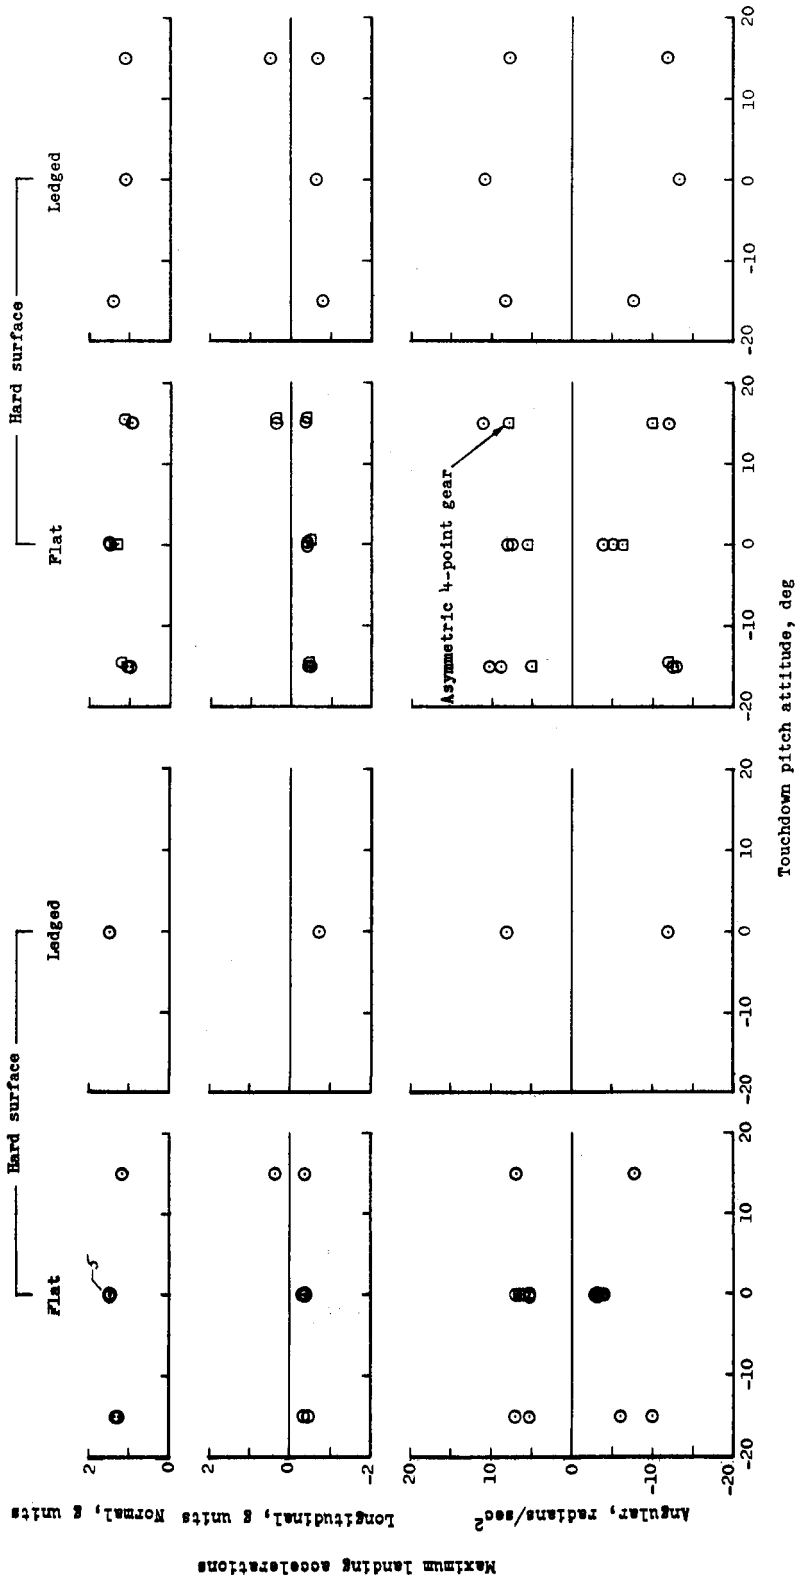 Hard surface
Hard surface
Flat
Ledged
Flat
Ledged
5
Asymmetric 4-point gear
Maximum landing accelerations
Normal, g units
2
0
Longitudinal, g units
2
0
-2
Angular, radians/sec²
20
10
0
-10
-20
-20
-10
0
10
20
-20
-10
0
10
20
-20
-10
0
10
20
-20
-10
0
10
20
Touchdown pitch attitude, deg